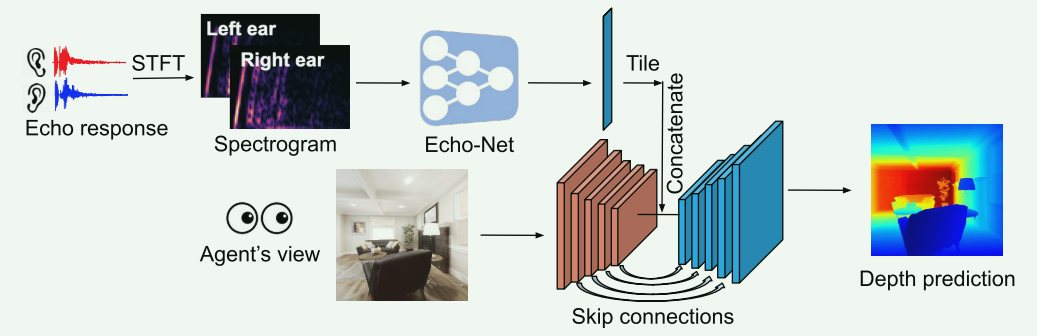 Left ear
Right ear
STFT
Echo response
Spectrogram
Echo-Net
Tile
Concatenate
Agent's view
Skip connections
Depth prediction